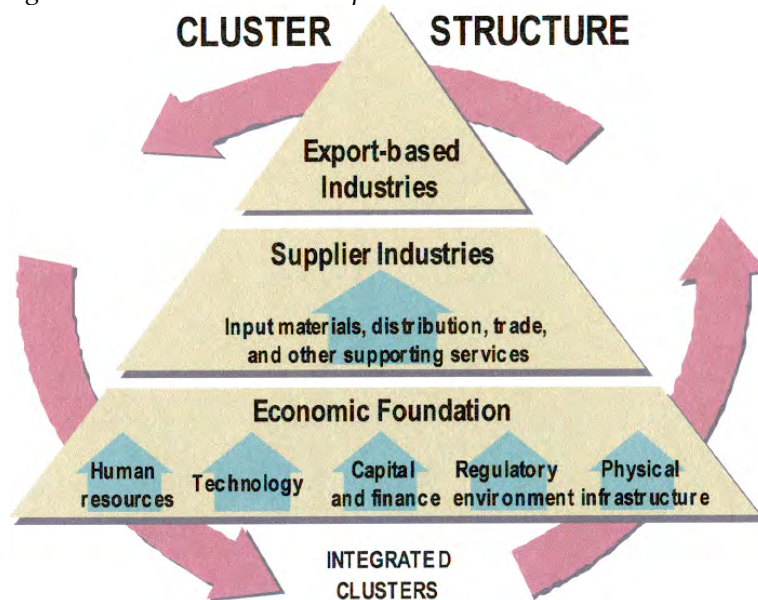 CLUSTER STRUCTURE
Export-based
Industries
Supplier Industries
Input materials, distribution, trade,
and other supporting services
Economic Foundation
Human
resources
Technology
Capital
and finance
Regulatory
environment
Physical
infrastructure
INTEGRATED
CLUSTERS